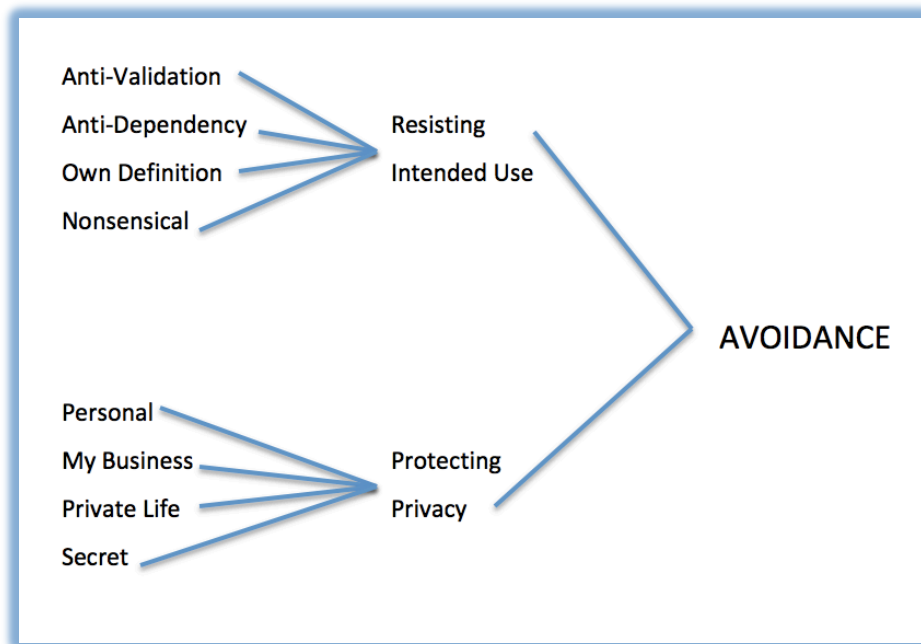 Anti-Validation
Anti-Dependency
Own Definition
Nonsensical
Resisting
Intended Use
Personal
My Business
Private Life
Secret
Protecting
Privacy
AVOIDANCE